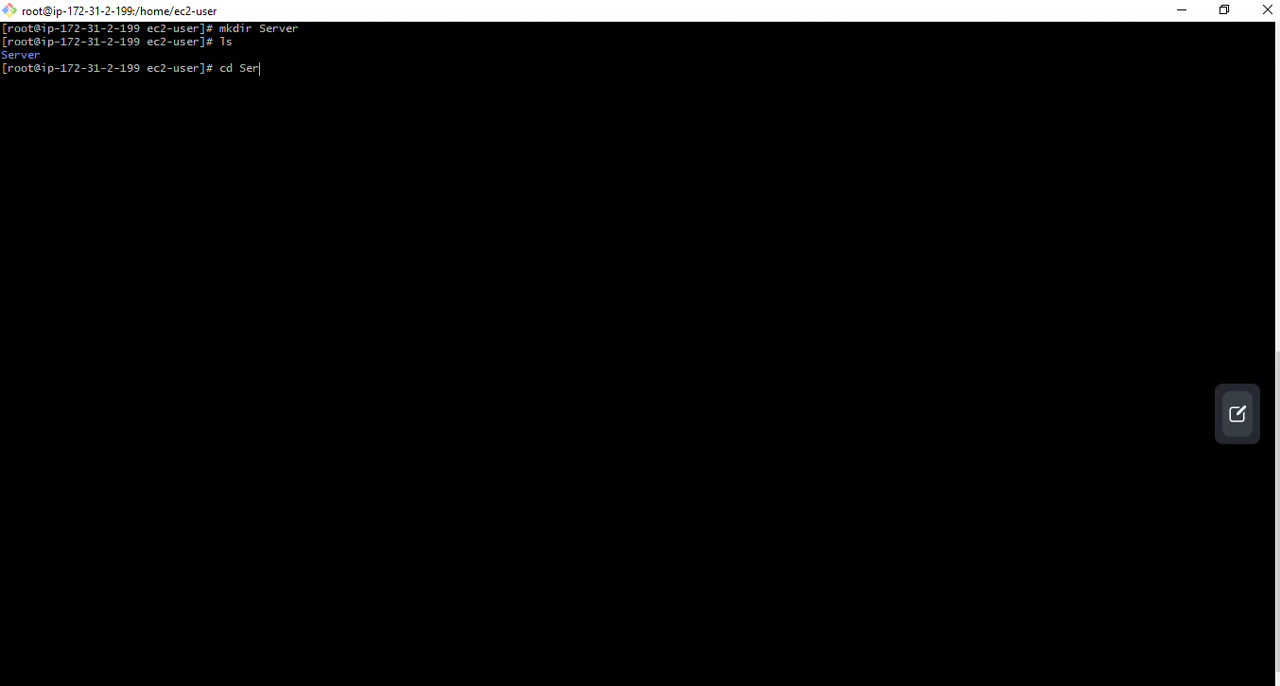 root@ip-172-31-2-199:/home/ec2-user
[root@ip-172-31-2-199 ec2-user]# mkdir Server
[root@ip-172-31-2-199 ec2-user]# ls
Server
[root@ip-172-31-2-199 ec2-user]# cd Ser